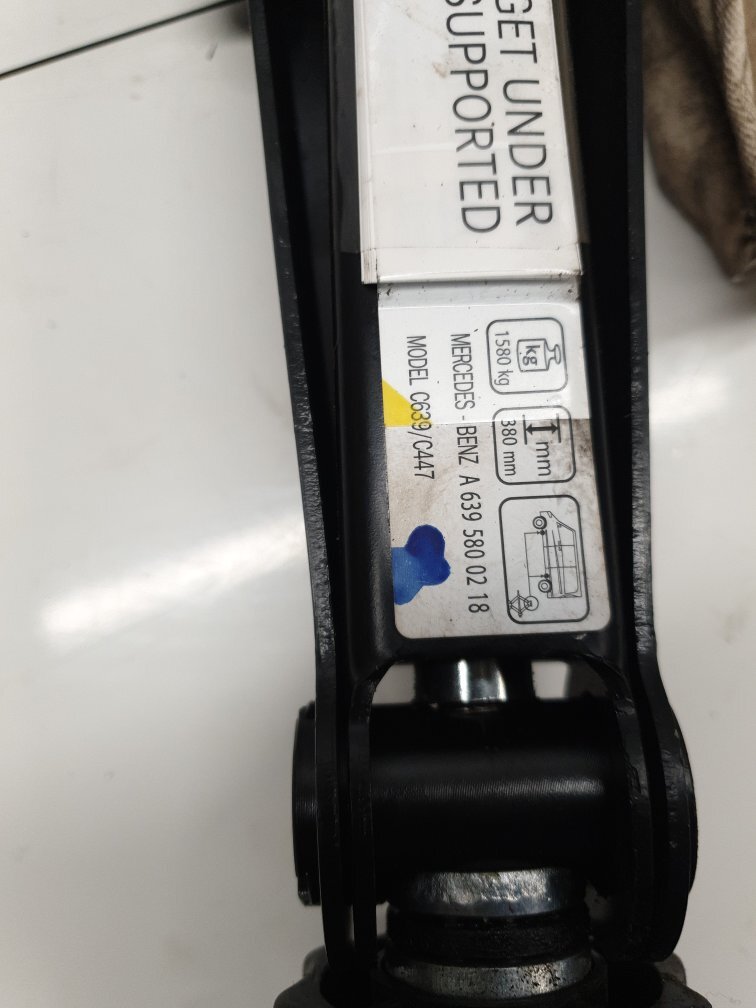 GET UNDER
SUPPORTED
kg
1580 kg
mm
380 mm
MERCEDES - BENZ A 639 580 02 18
MODEL C639/C447